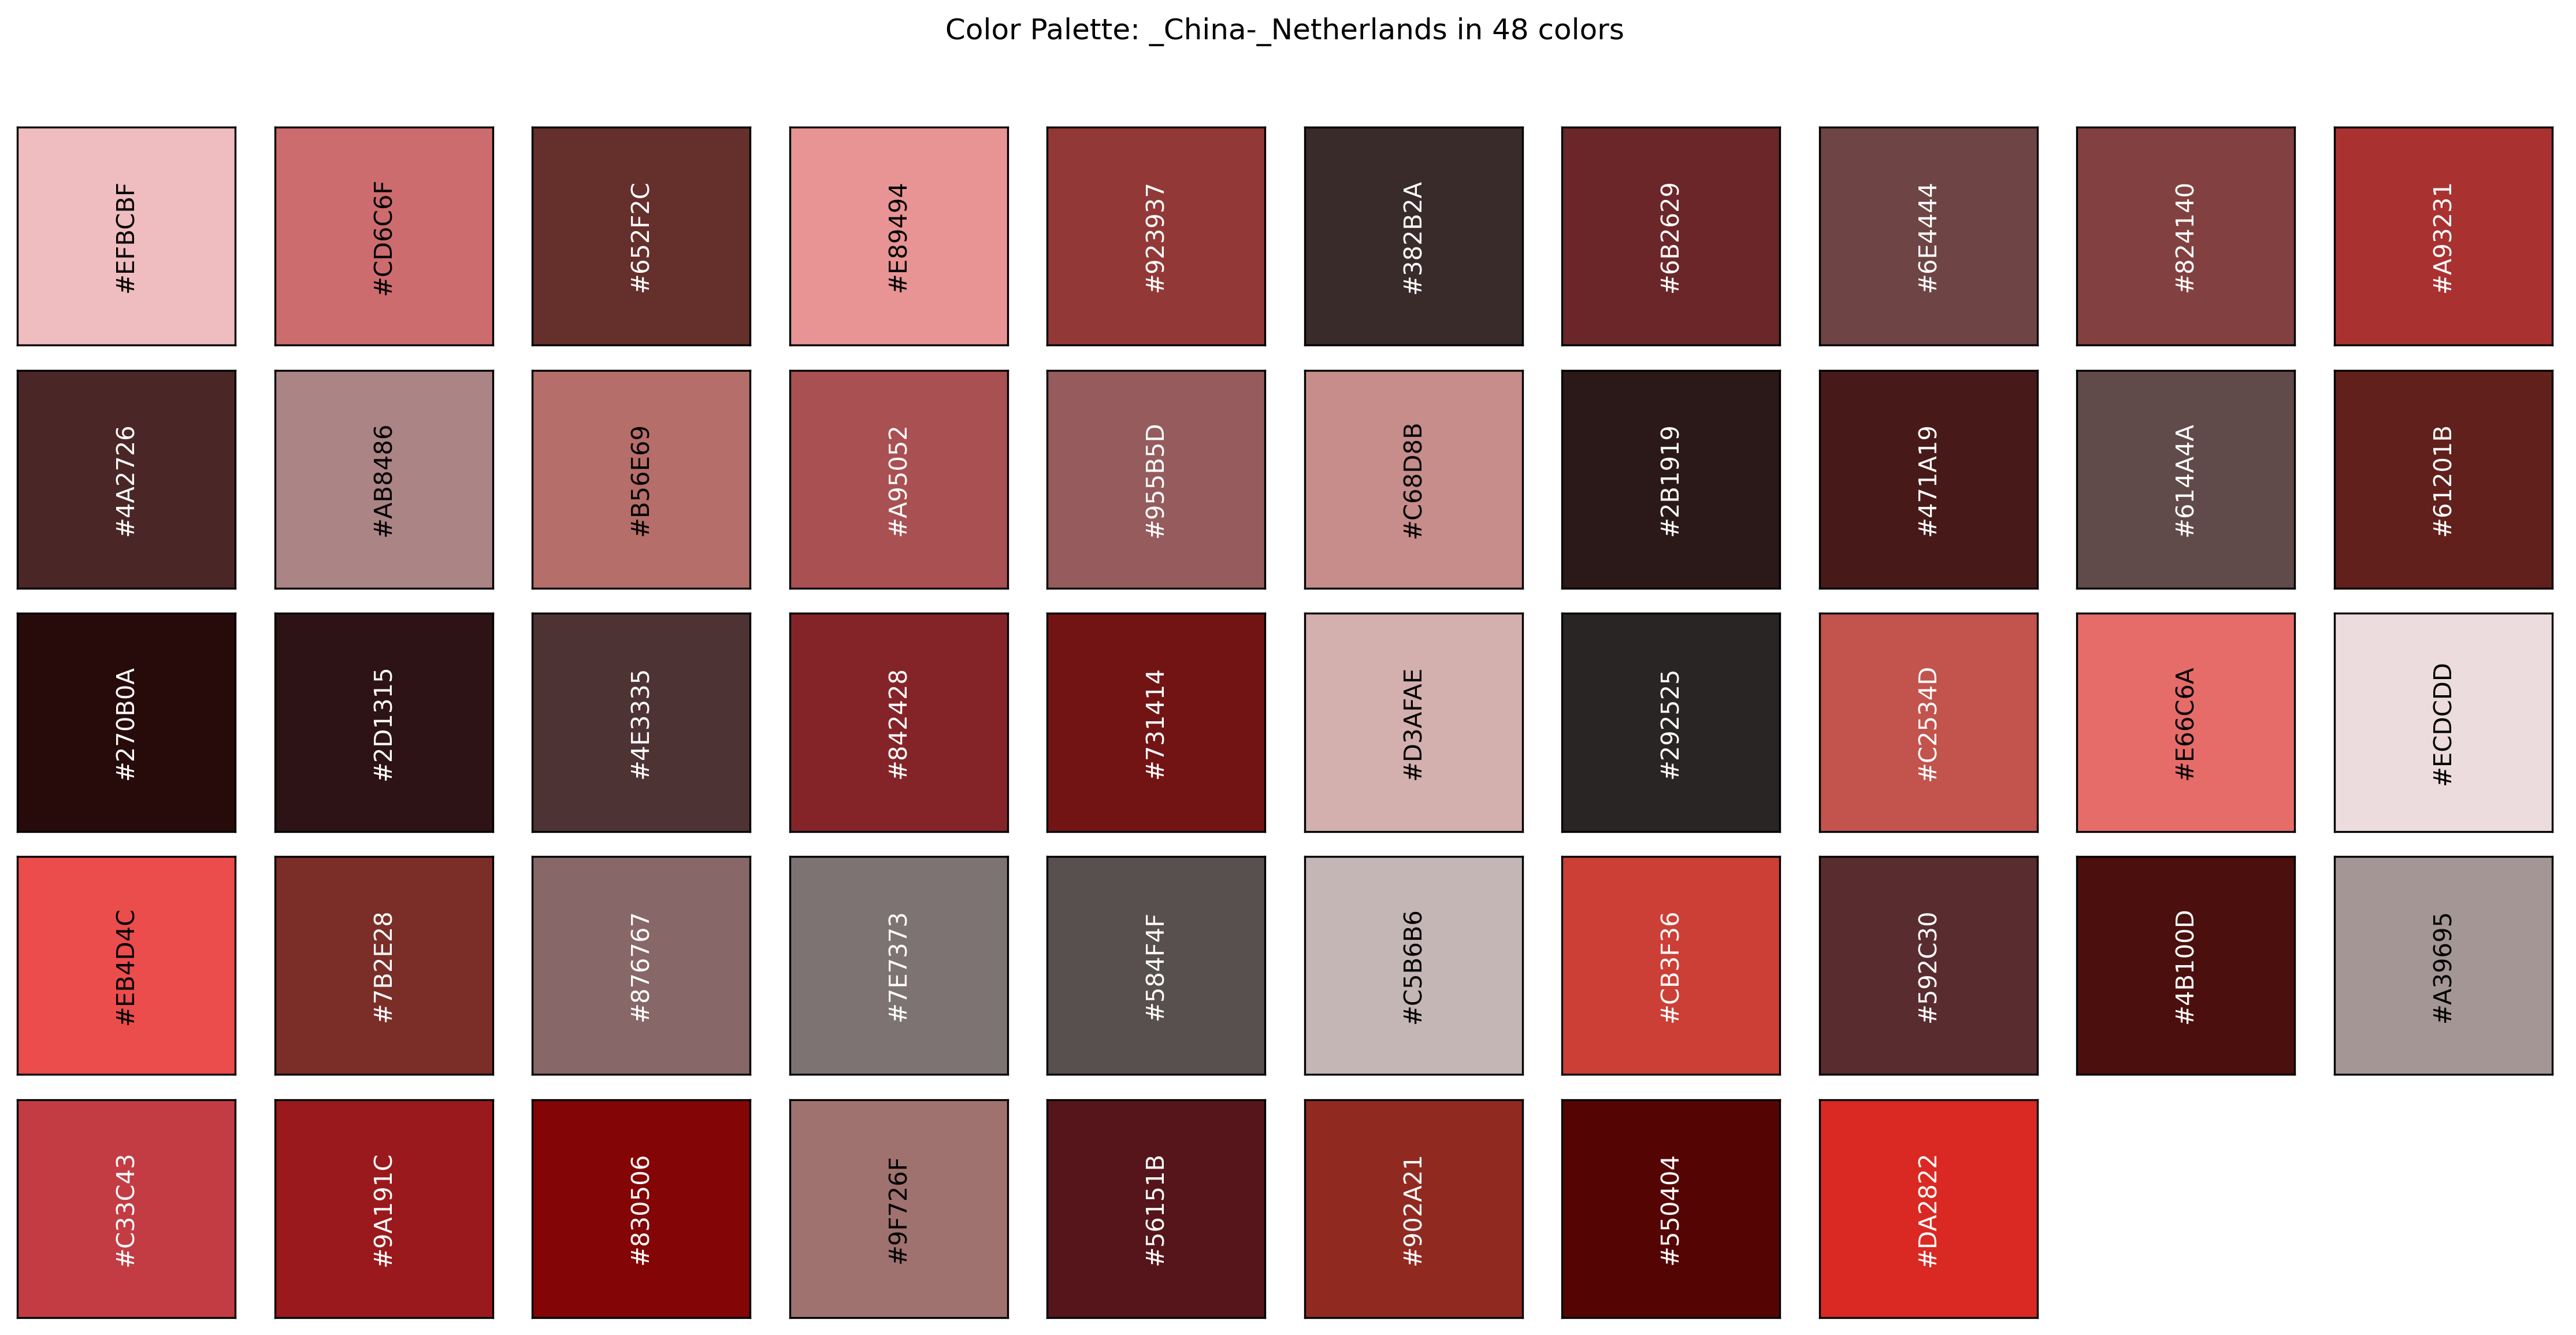 Color Palette: _China-_Netherlands in 48 colors
#EFBCBF
#CD6C6F
#652F2C
#E89494
#923937
#382B2A
#6B2629
#6E4444
#824140
#A93231
#4A2726
#AB8486
#B56E69
#A95052
#955B5D
#C68D8B
#2B1919
#471A19
#614A4A
#61201B
#270B0A
#2D1315
#4E3335
#842428
#731414
#D3AFAE
#292525
#C2534D
#E66C6A
#ECDCDD
#EB4D4C
#7B2E28
#876767
#7E7373
#584F4F
#C5B6B6
#CB3F36
#592C30
#4B100D
#A39695
#C33C43
#9A191C
#830506
#9F726F
#56151B
#902A21
#550404
#DA2822